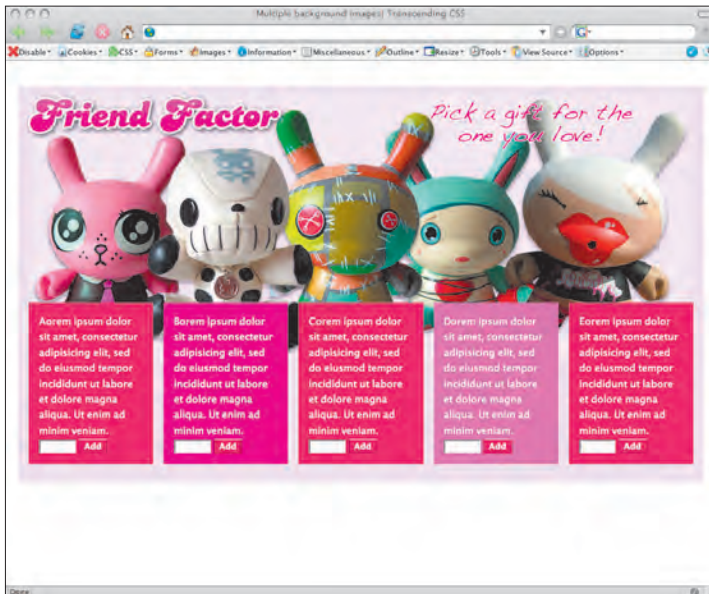 Multiple background images| Transcending CSS
G
Disable Cookies CSS Forms Images Information Miscellaneous Outline Resize Tools View Source Options
Friend Factor
Pick a gift for the
one you love!
Aorem ipsum dolor
sit amet, consectetur
adipisicing elit, sed
do eiusmod tempor
incididunt ut labore
et dolore magna
aliqua. Ut enim ad
minim veniam.
Add
Borem ipsum dolor
sit amet, consectetur
adipisicing elit, sed
do eiusmod tempor
incididunt ut labore
et dolore magna
aliqua. Ut enim ad
minim veniam.
Add
Corem ipsum dolor
sit amet, consectetur
adipisicing elit, sed
do eiusmod tempor
incididunt ut labore
et dolore magna
aliqua. Ut enim ad
minim veniam.
Add
Dorem ipsum dolor
sit amet, consectetur
adipisicing elit, sed
do eiusmod tempor
incididunt ut labore
et dolore magna
aliqua. Ut enim ad
minim veniam.
Add
Eorem ipsum dolor
sit amet, consectetur
adipisicing elit, sed
do eiusmod tempor
incididunt ut labore
et dolore magna
aliqua. Ut enim ad
minim veniam.
Add
Done